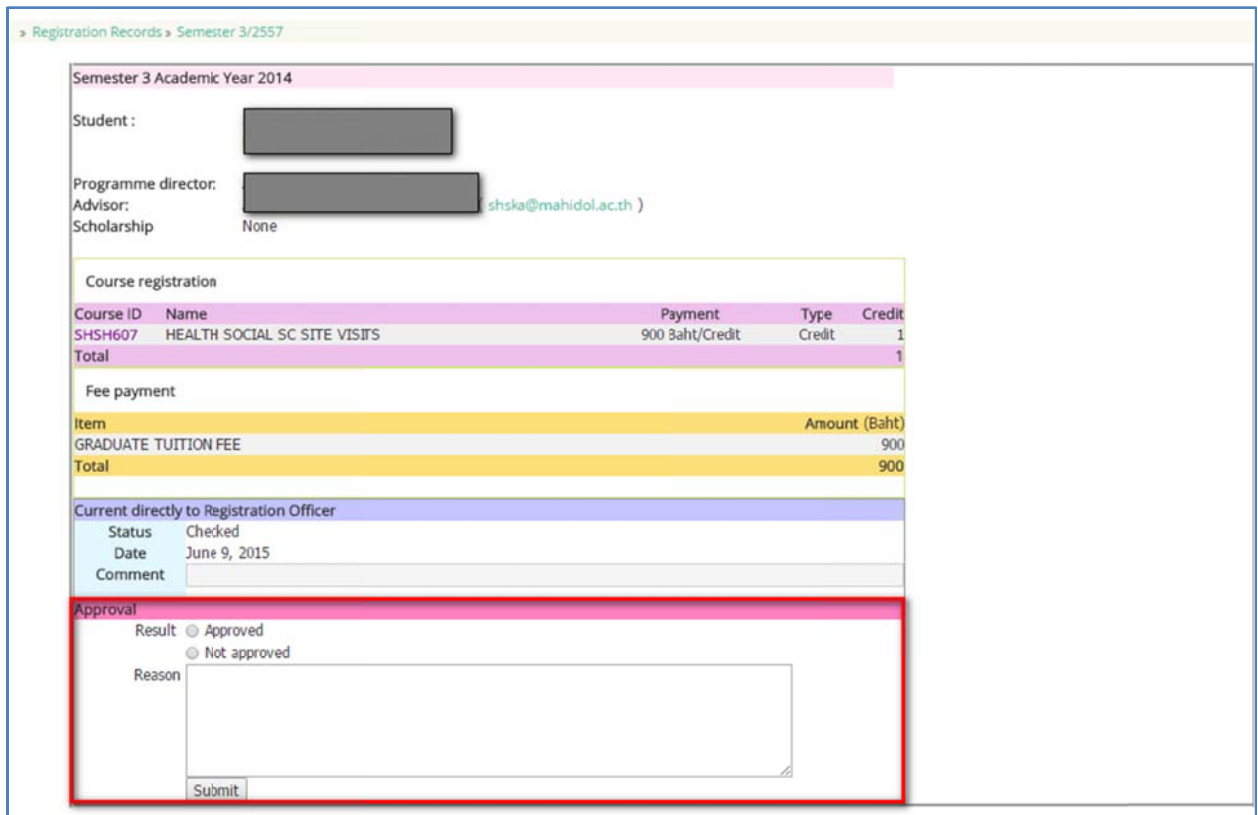 » Registration Records » Semester 3/2557
Semester 3 Academic Year 2014
Student :
Programme director:
Advisor: ( shska@mahidol.ac.th )
Scholarship None
Course registration
Course ID Name Payment Type Credit
SHSH607 HEALTH SOCIAL SC SITE VISITS 900 Baht/Credit Credit 1
Total 1
Fee payment
Item Amount (Baht)
GRADUATE TUITION FEE 900
Total 900
Current directly to Registration Officer
Status Checked
Date June 9, 2015
Comment
Approval
Result Approved
Not approved
Reason
Submit